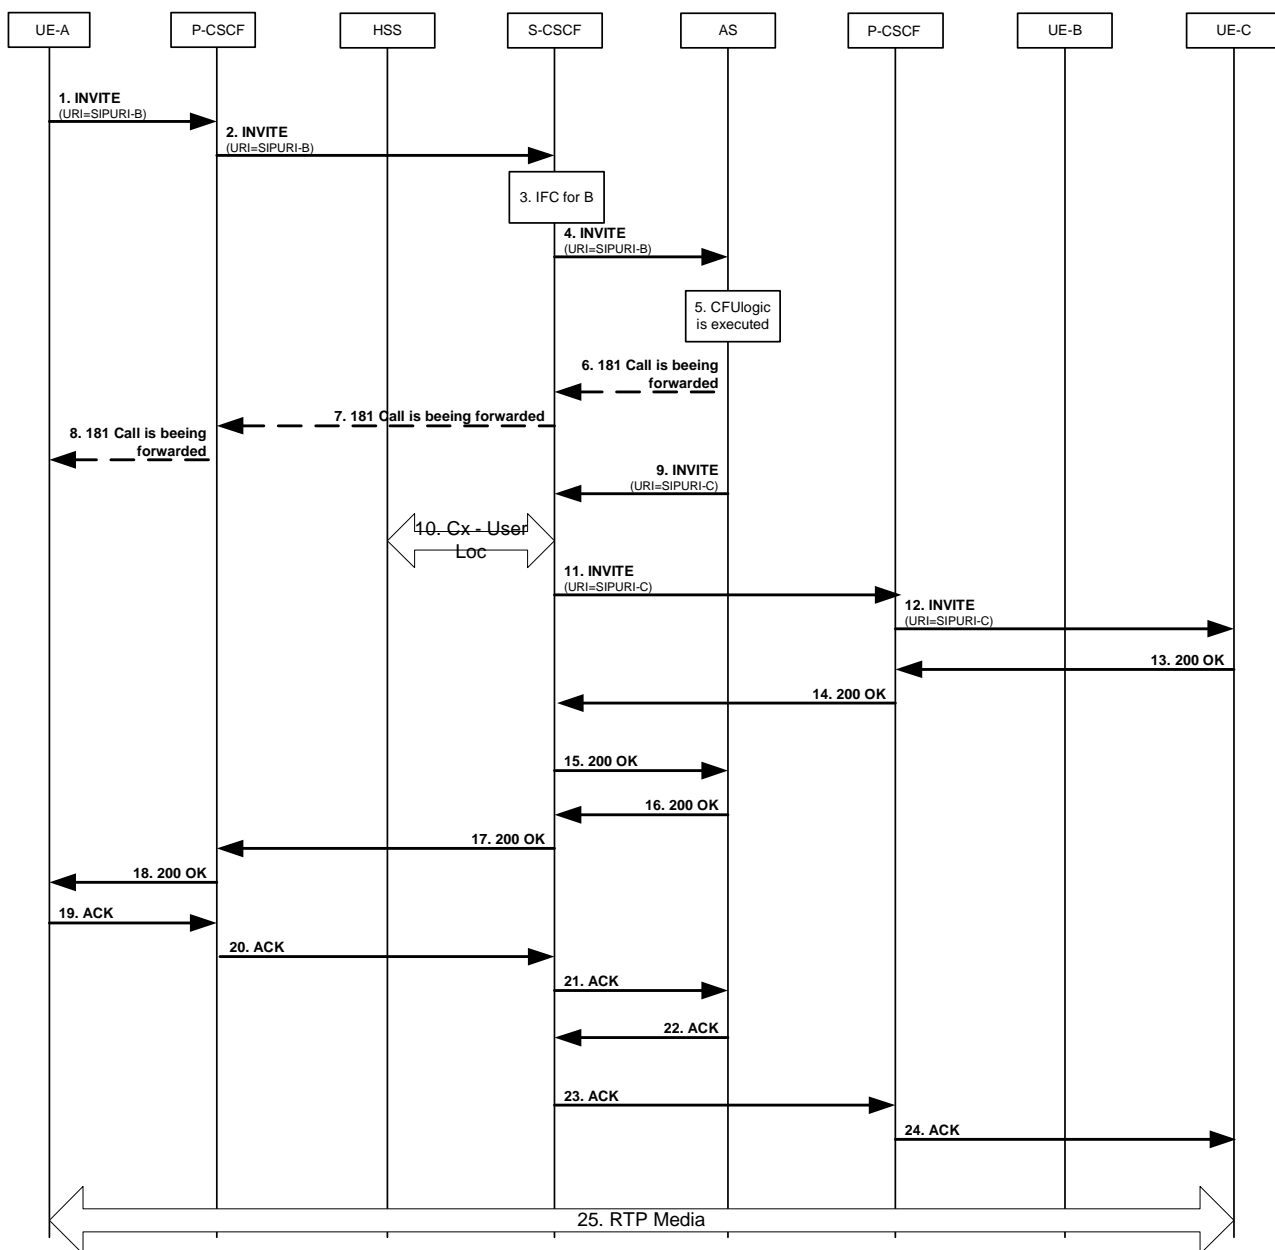 UE-A
P-CSCF
HSS
S-CSCF
AS
P-CSCF
UE-B
UE-C
1. INVITE
(URI=SIPURI-B)
2. INVITE
(URI=SIPURI-B)
3. IFC for B
4. INVITE
(URI=SIPURI-B)
5. CFUlogic
is executed
6. 181 Call is beeing
forwarded
7. 181 Call is beeing forwarded
8. 181 Call is beeing
forwarded
9. INVITE
(URI=SIPURI-C)
10. Cx - User
Loc
11. INVITE
(URI=SIPURI-C)
12. INVITE
(URI=SIPURI-C)
13. 200 OK
14. 200 OK
15. 200 OK
16. 200 OK
17. 200 OK
18. 200 OK
19. ACK
20. ACK
21. ACK
22. ACK
23. ACK
24. ACK
25. RTP Media